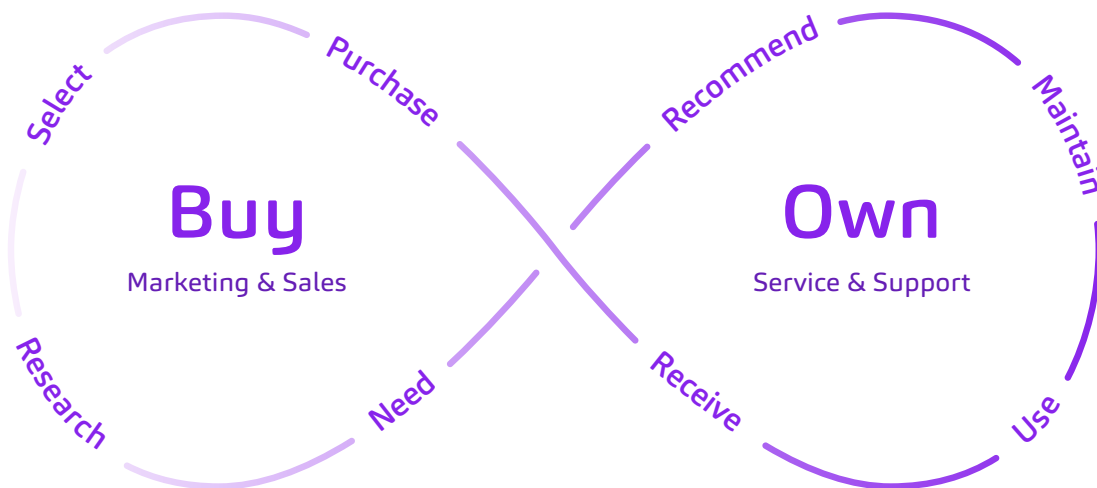 Purchase
Recommend
Select
Maintain
Buy
Own
Marketing & Sales
Service & Support
Research
Need
Receive
Use